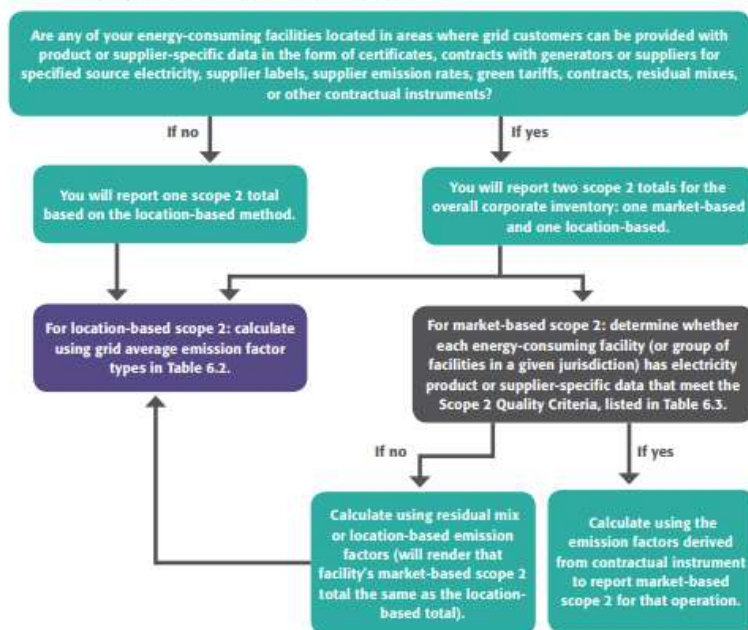 Are any of your energy-consuming facilities located in areas where grid customers can be provided with
product or supplier-specific data in the form of certificates, contracts with generators or suppliers for
specified source electricity, supplier labels, supplier emission rates, green tariffs, contracts, residual mixes,
or other contractual instruments?
If no
If yes
You will report one scope 2 total
based on the location-based method.
You will report two scope 2 totals for the
overall corporate inventory: one market-based
and one location-based.
For location-based scope 2: calculate
using grid average emission factor
types in Table 6.2.
For market-based scope 2: determine whether
each energy-consuming facility (or group of
facilities in a given jurisdiction) has electricity
product or supplier-specific data that meet the
Scope 2 Quality Criteria, listed in Table 6.3.
If no
If yes
Calculate using residual mix
or location-based emission
factors (will render that
facility's market-based scope 2
total the same as the location-
based total).
Calculate using the
emission factors derived
from contractual instrument
to report market-based
scope 2 for that operation.